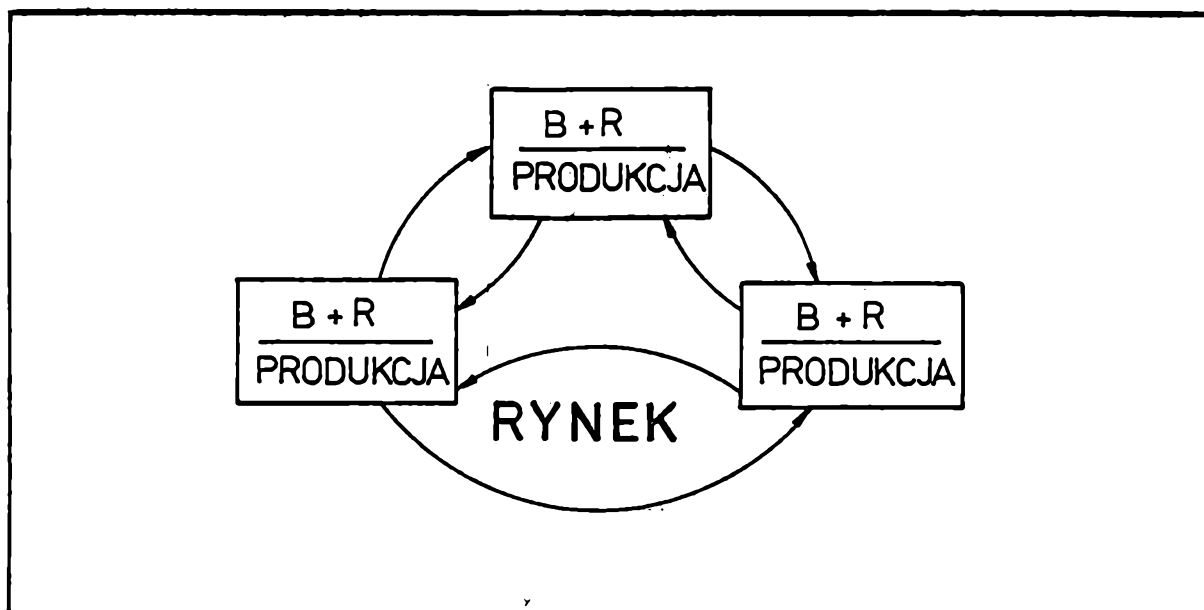 B + R
PRODUKCJA
B + R
PRODUKCJA
B + R
PRODUKCJA
RYNEK